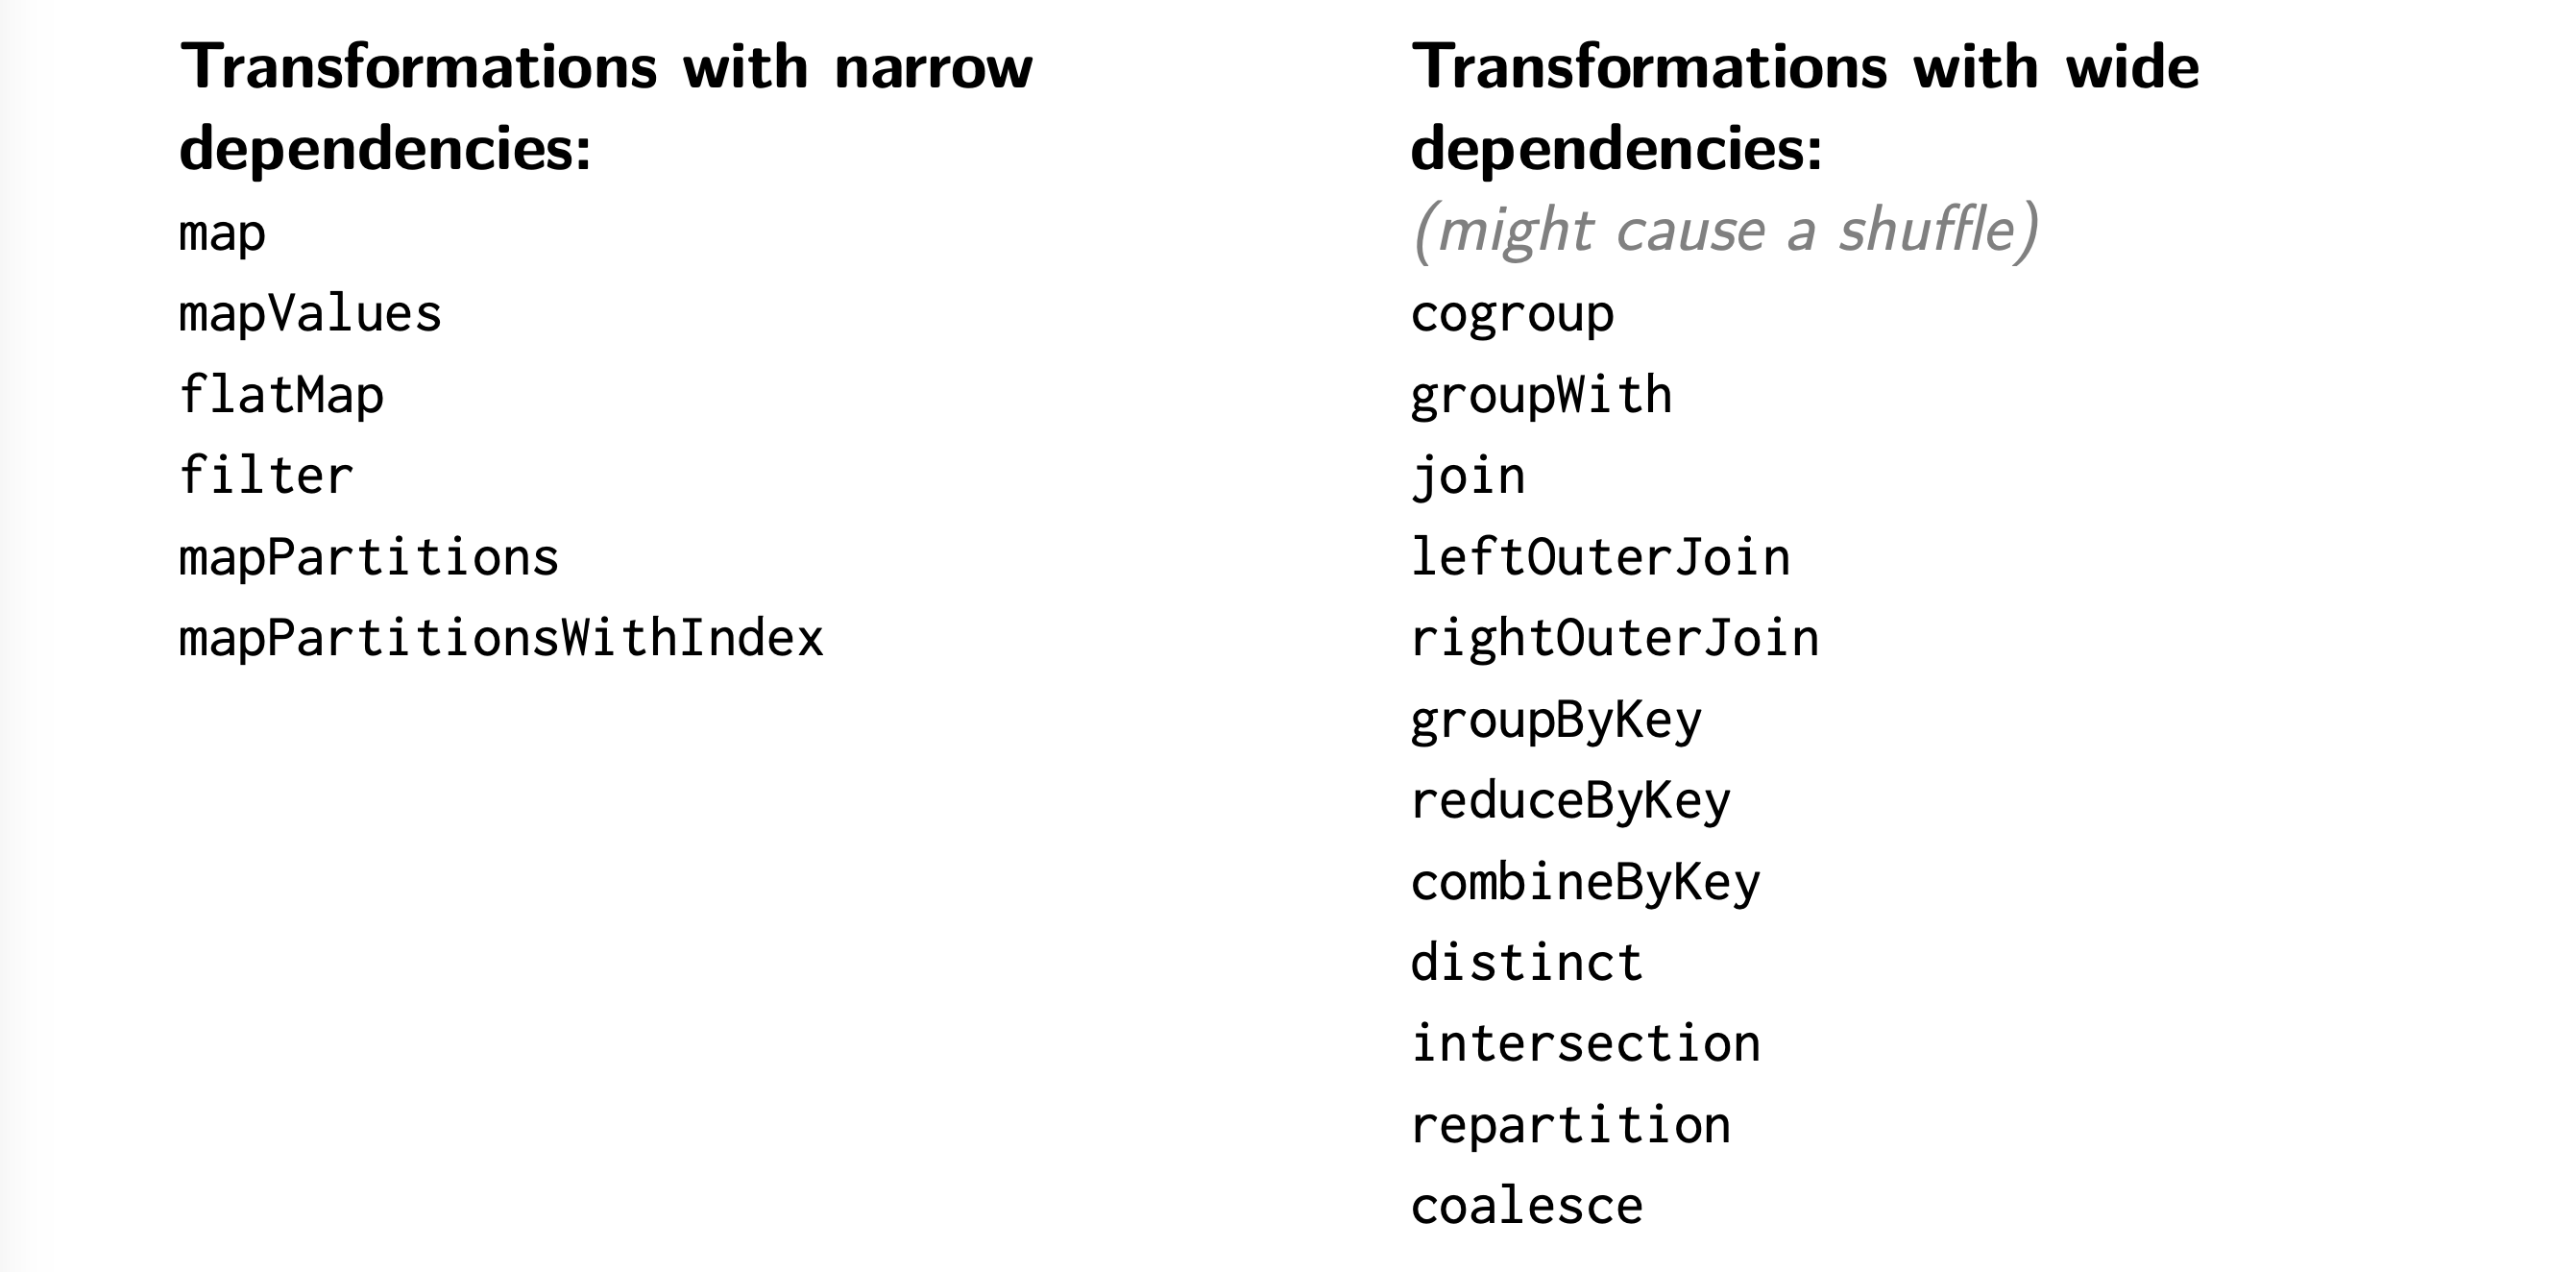 Transformations with narrow
dependencies:
map
mapValues
flatMap
filter
mapPartitions
mapPartitionsWithIndex
Transformations with wide
dependencies:
(might cause a shuffle)
cogroup
groupWith
join
leftOuterJoin
rightOuterJoin
groupByKey
reduceByKey
combineByKey
distinct
intersection
repartition
coalesce